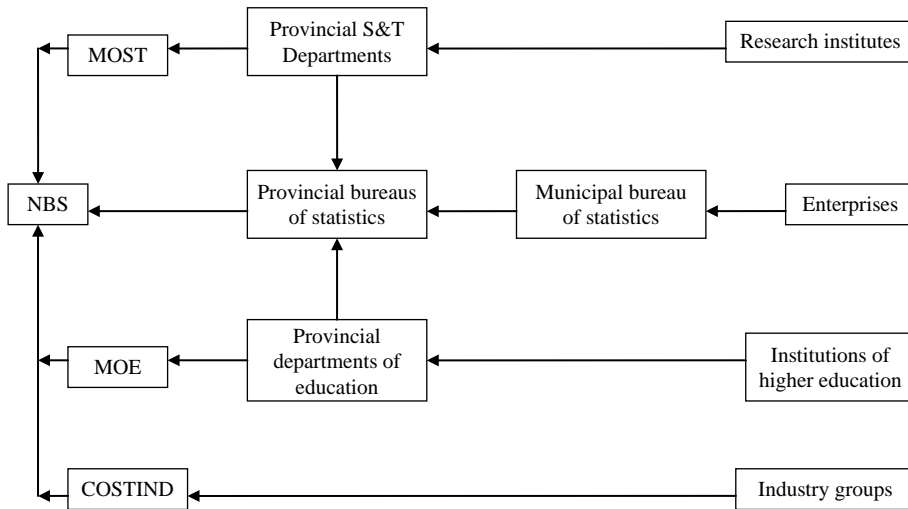 MOST
Provincial S&T
Departments
Research institutes
NBS
Provincial bureaus
of statistics
Municipal bureau
of statistics
Enterprises
MOE
Provincial
departments of
education
Institutions of
higher education
COSTIND
Industry groups